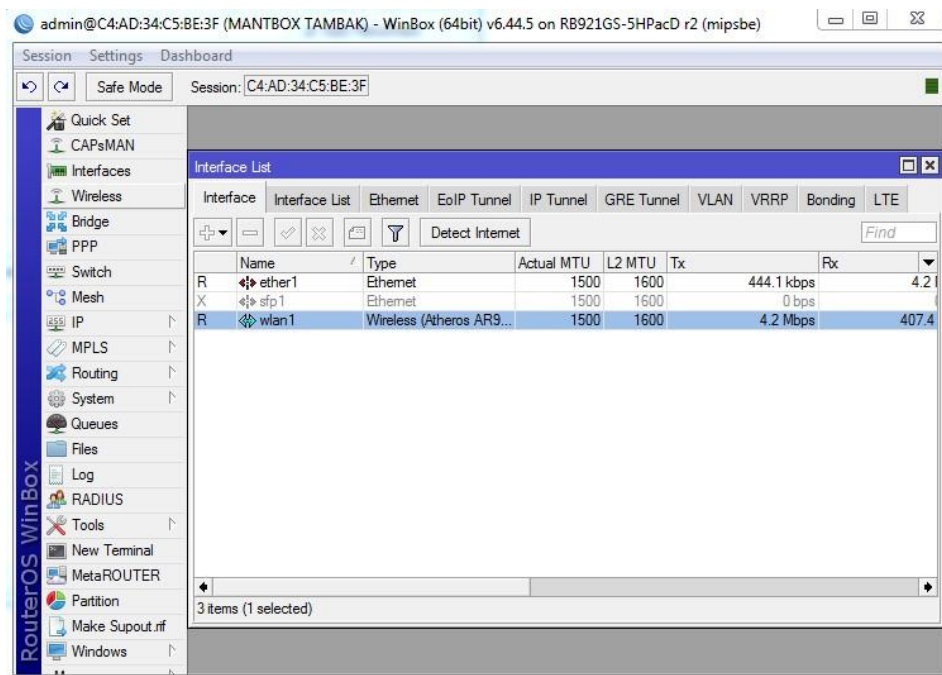 admin@C4:AD:34:C5:BE:3F (MANTBOX TAMBAK) - WinBox (64bit) v6.44.5 on RB921GS-5HPacD r2 (mipsbe)
Session Settings Dashboard
Safe Mode Session: C4:AD:34:C5:BE:3F
Quick Set
CAPsMAN
Interfaces
Wireless
Bridge
PPP
Switch
Mesh
IP
MPLS
Routing
System
Queues
Files
Log
RADIUS
Tools
New Terminal
MetaROUTER
Partition
Make Supout.rif
Windows
RouterOS WinBox
Interface List
Interface Interface List Ethernet EoIP Tunnel IP Tunnel GRE Tunnel VLAN VRRP Bonding LTE
Detect Internet Find
Name Type Actual MTU L2 MTU Tx Rx
R ether1 Ethernet 1500 1600 444.1 kbps 4.2
X sfp1 Ethernet 1500 1600 0 bps
R wlan1 Wireless (Atheros AR9... 1500 1600 4.2 Mbps 407.4
3 items (1 selected)